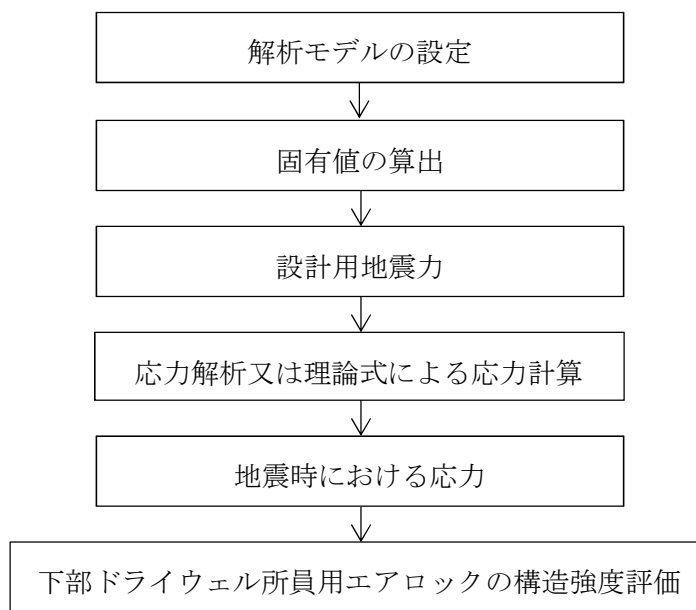 解析モデルの設定
固有値の算出
設計用地震力
応力解析又は理論式による応力計算
地震時における応力
下部ドライウェル所員用エアロックの構造強度評価